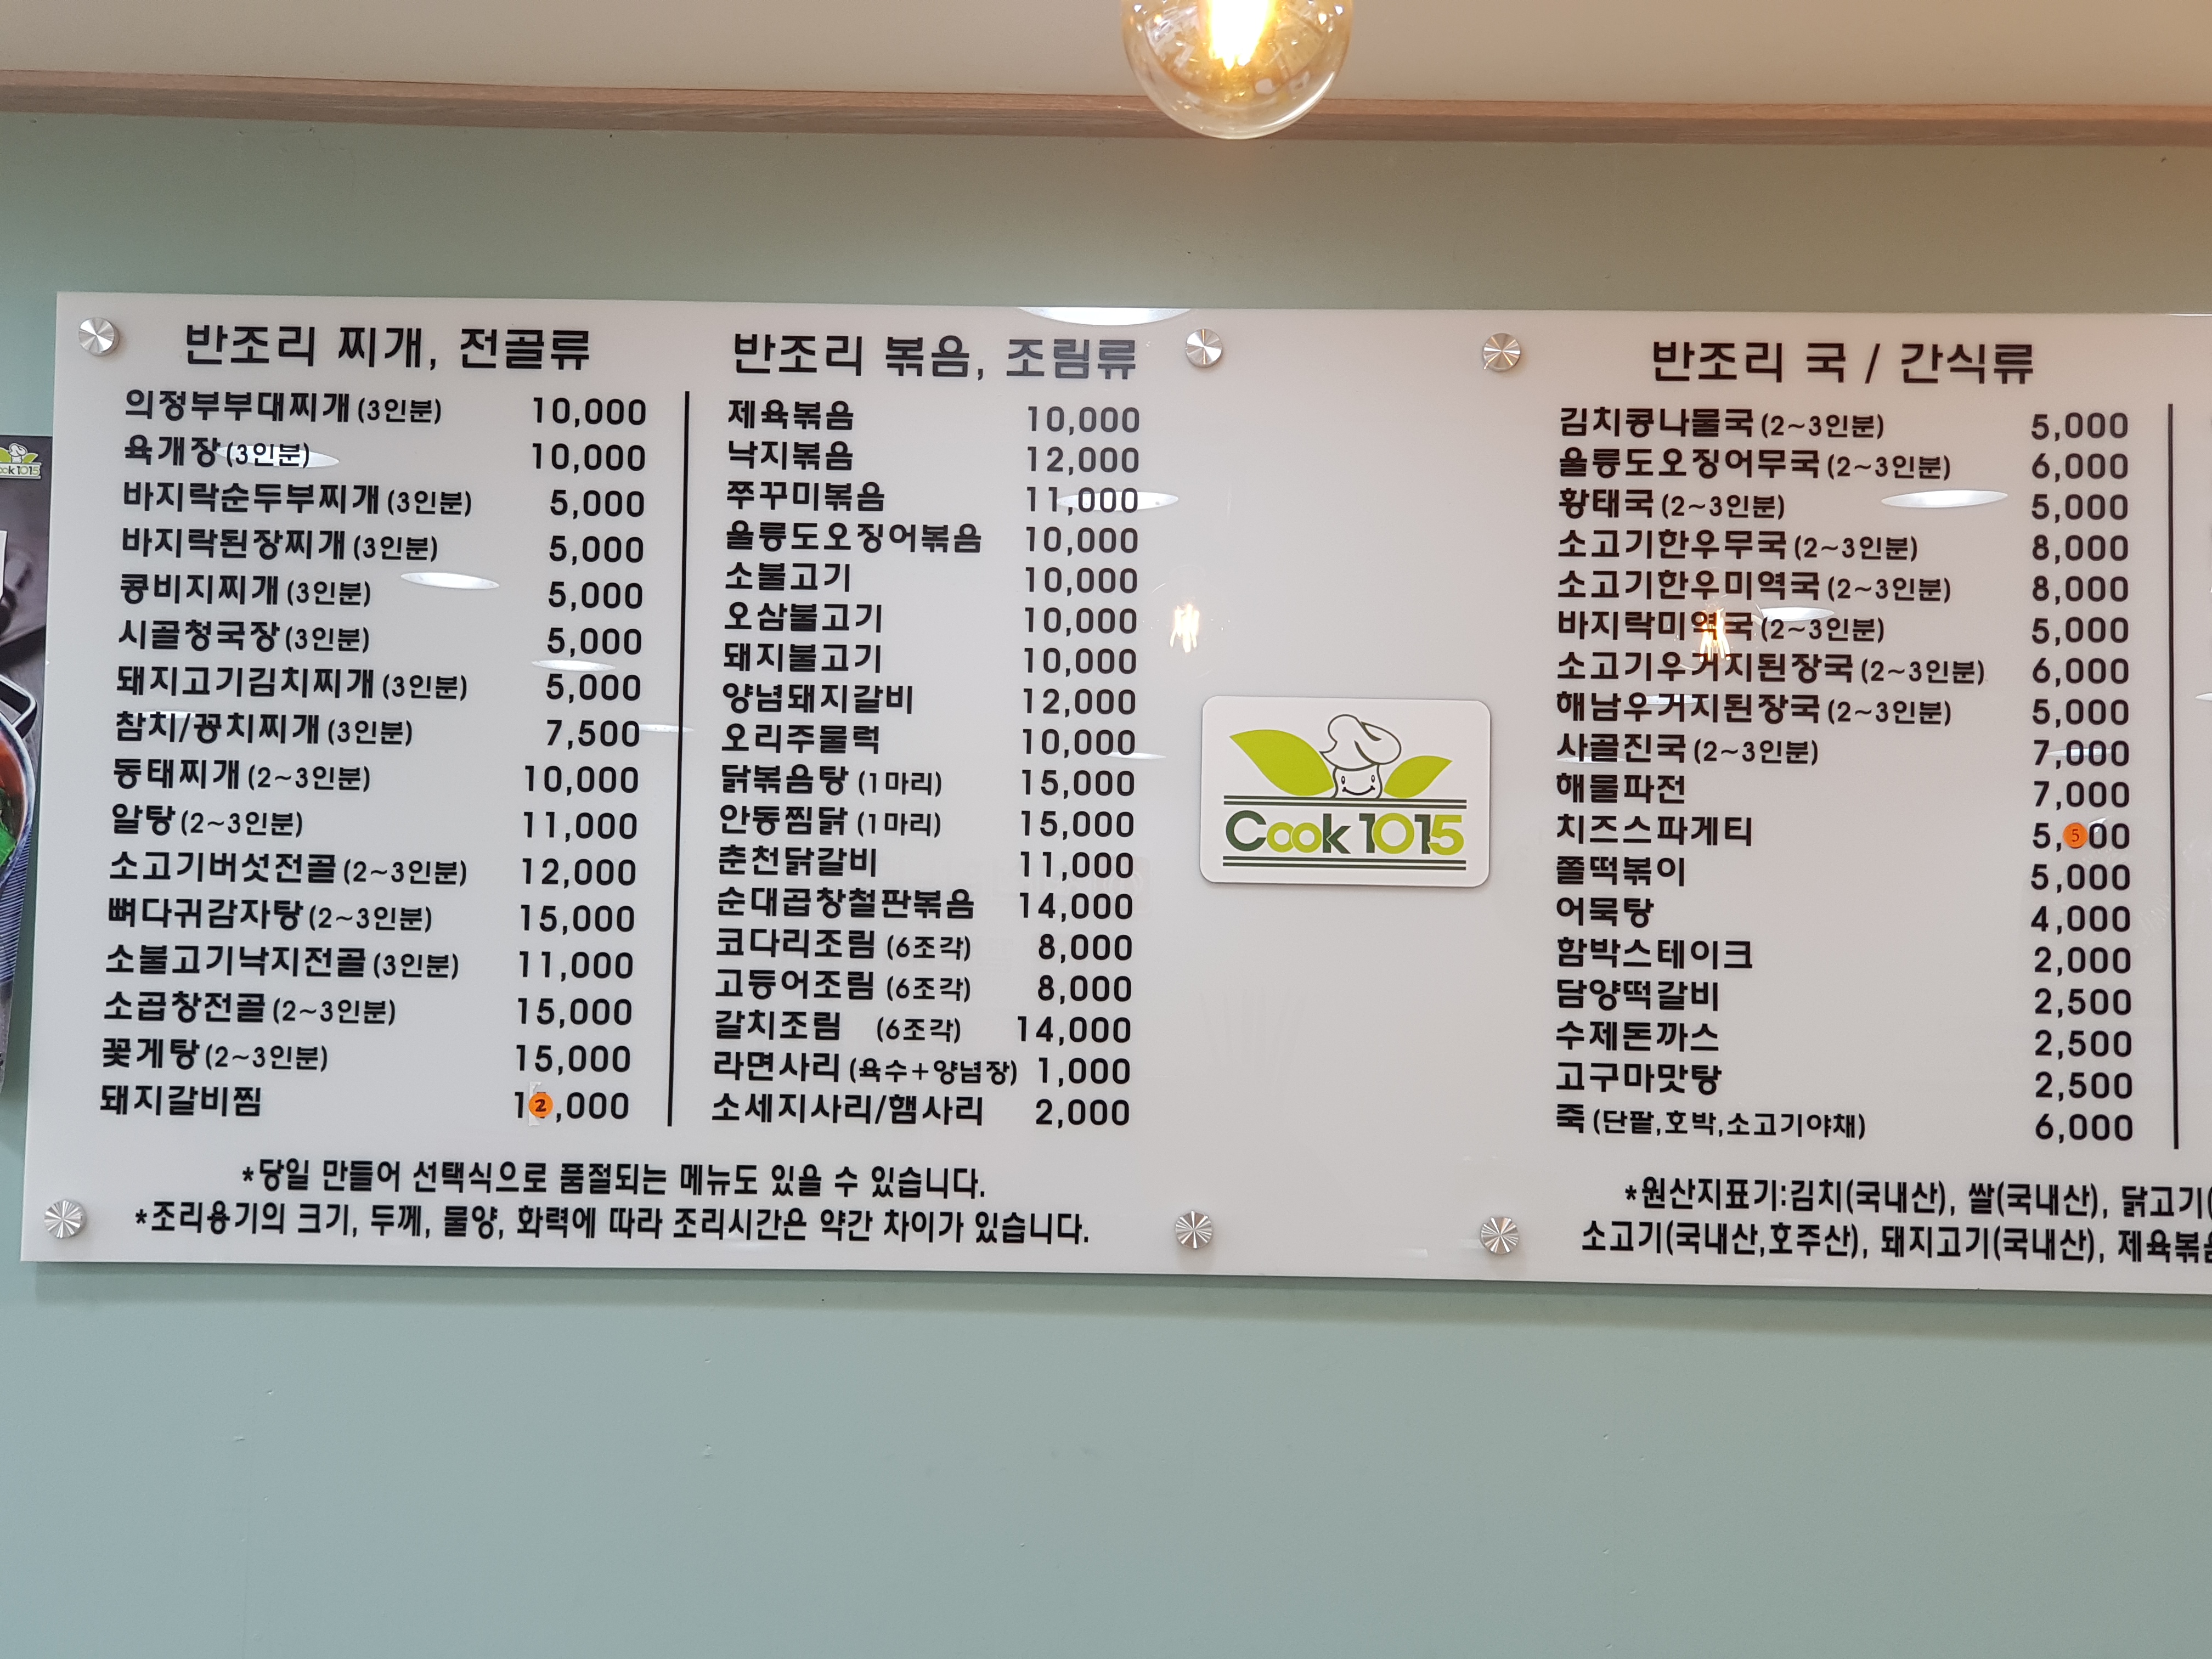 반조리 찌개, 전골류
의정부부대찌개 (3인분) 10,000
육개장 (3인분) 10,000
바지락순두부찌개 (3인분) 5,000
바지락된장찌개 (3인분) 5,000
콩비지찌개 (3인분) 5,000
시골청국장 (3인분) 5,000
돼지고기김치찌개 (3인분) 5,000
참치/꽁치찌개 (3인분) 7,500
동태찌개 (2~3인분) 10,000
알탕 (2~3인분) 11,000
소고기버섯전골 (2~3인분) 12,000
뼈다귀감자탕 (2~3인분) 15,000
소불고기낙지전골 (3인분) 11,000
소곱창전골 (2~3인분) 15,000
꽃게탕 (2~3인분) 15,000
돼지갈비찜 12,000
반조리 볶음, 조림류
제육볶음 10,000
낙지볶음 12,000
쭈꾸미볶음 11,000
울릉도오징어볶음 10,000
소불고기 10,000
오삼불고기 10,000
돼지불고기 10,000
양념돼지갈비 12,000
오리주물럭 10,000
닭볶음탕 (1마리) 15,000
안동찜닭 (1마리) 15,000
춘천닭갈비 11,000
순대곱창철판볶음 14,000
코다리조림 (6조각) 8,000
고등어조림 (6조각) 8,000
갈치조림 (6조각) 14,000
라면사리 (육수+양념장) 1,000
소세지사리/햄사리 2,000
*당일 만들어 선택식으로 품절되는 메뉴도 있을 수 있습니다.
*조리용기의 크기, 두께, 물양, 화력에 따라 조리시간은 약간 차이가 있습니다.
Cook 1015
반조리 국 / 간식류
김치콩나물국 (2~3인분) 5,000
울릉도오징어무국 (2~3인분) 6,000
황태국 (2~3인분) 5,000
소고기한우무국 (2~3인분) 8,000
소고기한우미역국 (2~3인분) 8,000
바지락미역국 (2~3인분) 5,000
소고기우거지된장국 (2~3인분) 6,000
해남우거지된장국 (2~3인분) 5,000
사골진국 (2~3인분) 7,000
해물파전 7,000
치즈스파게티 5,500
쫄떡볶이 5,000
어묵탕 4,000
함박스테이크 2,000
담양떡갈비 2,500
수제돈까스 2,500
고구마맛탕 2,500
죽 (단팥,호박,소고기야채) 6,000
*원산지표기:김치(국내산), 쌀(국내산), 닭고기(
소고기(국내산,호주산), 돼지고기(국내산), 제육볶음